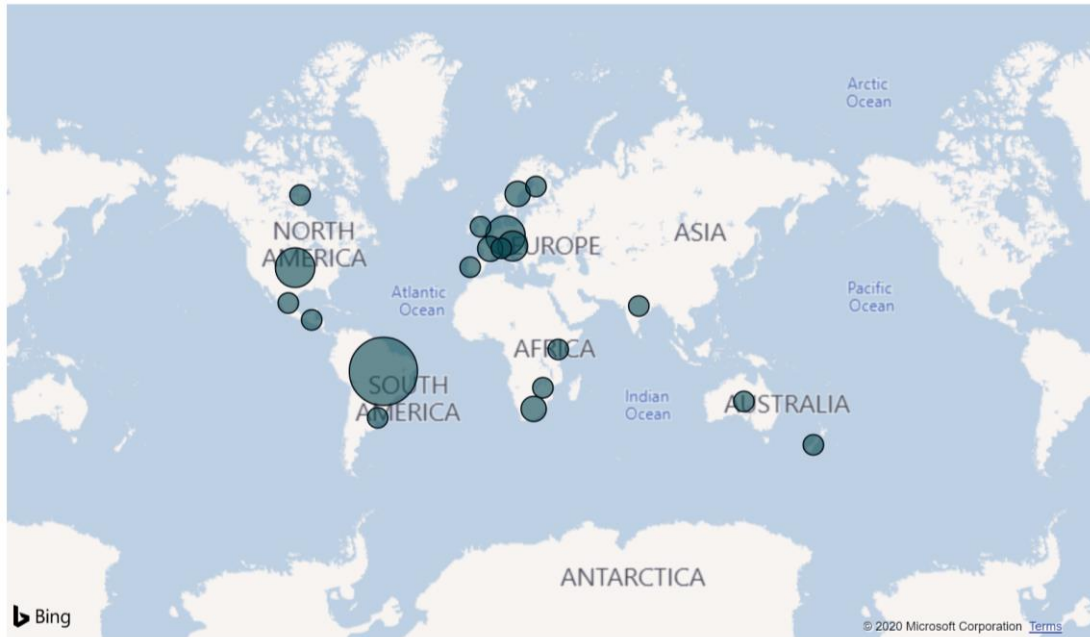 Arctic
Ocean
NORTH
AMERICA
EUROPE
ASIA
Atlantic
Ocean
Pacific
Ocean
AFRICA
SOUTH
AMERICA
Indian
Ocean
AUSTRALIA
ANTARCTICA
Bing
© 2020 Microsoft Corporation Terms